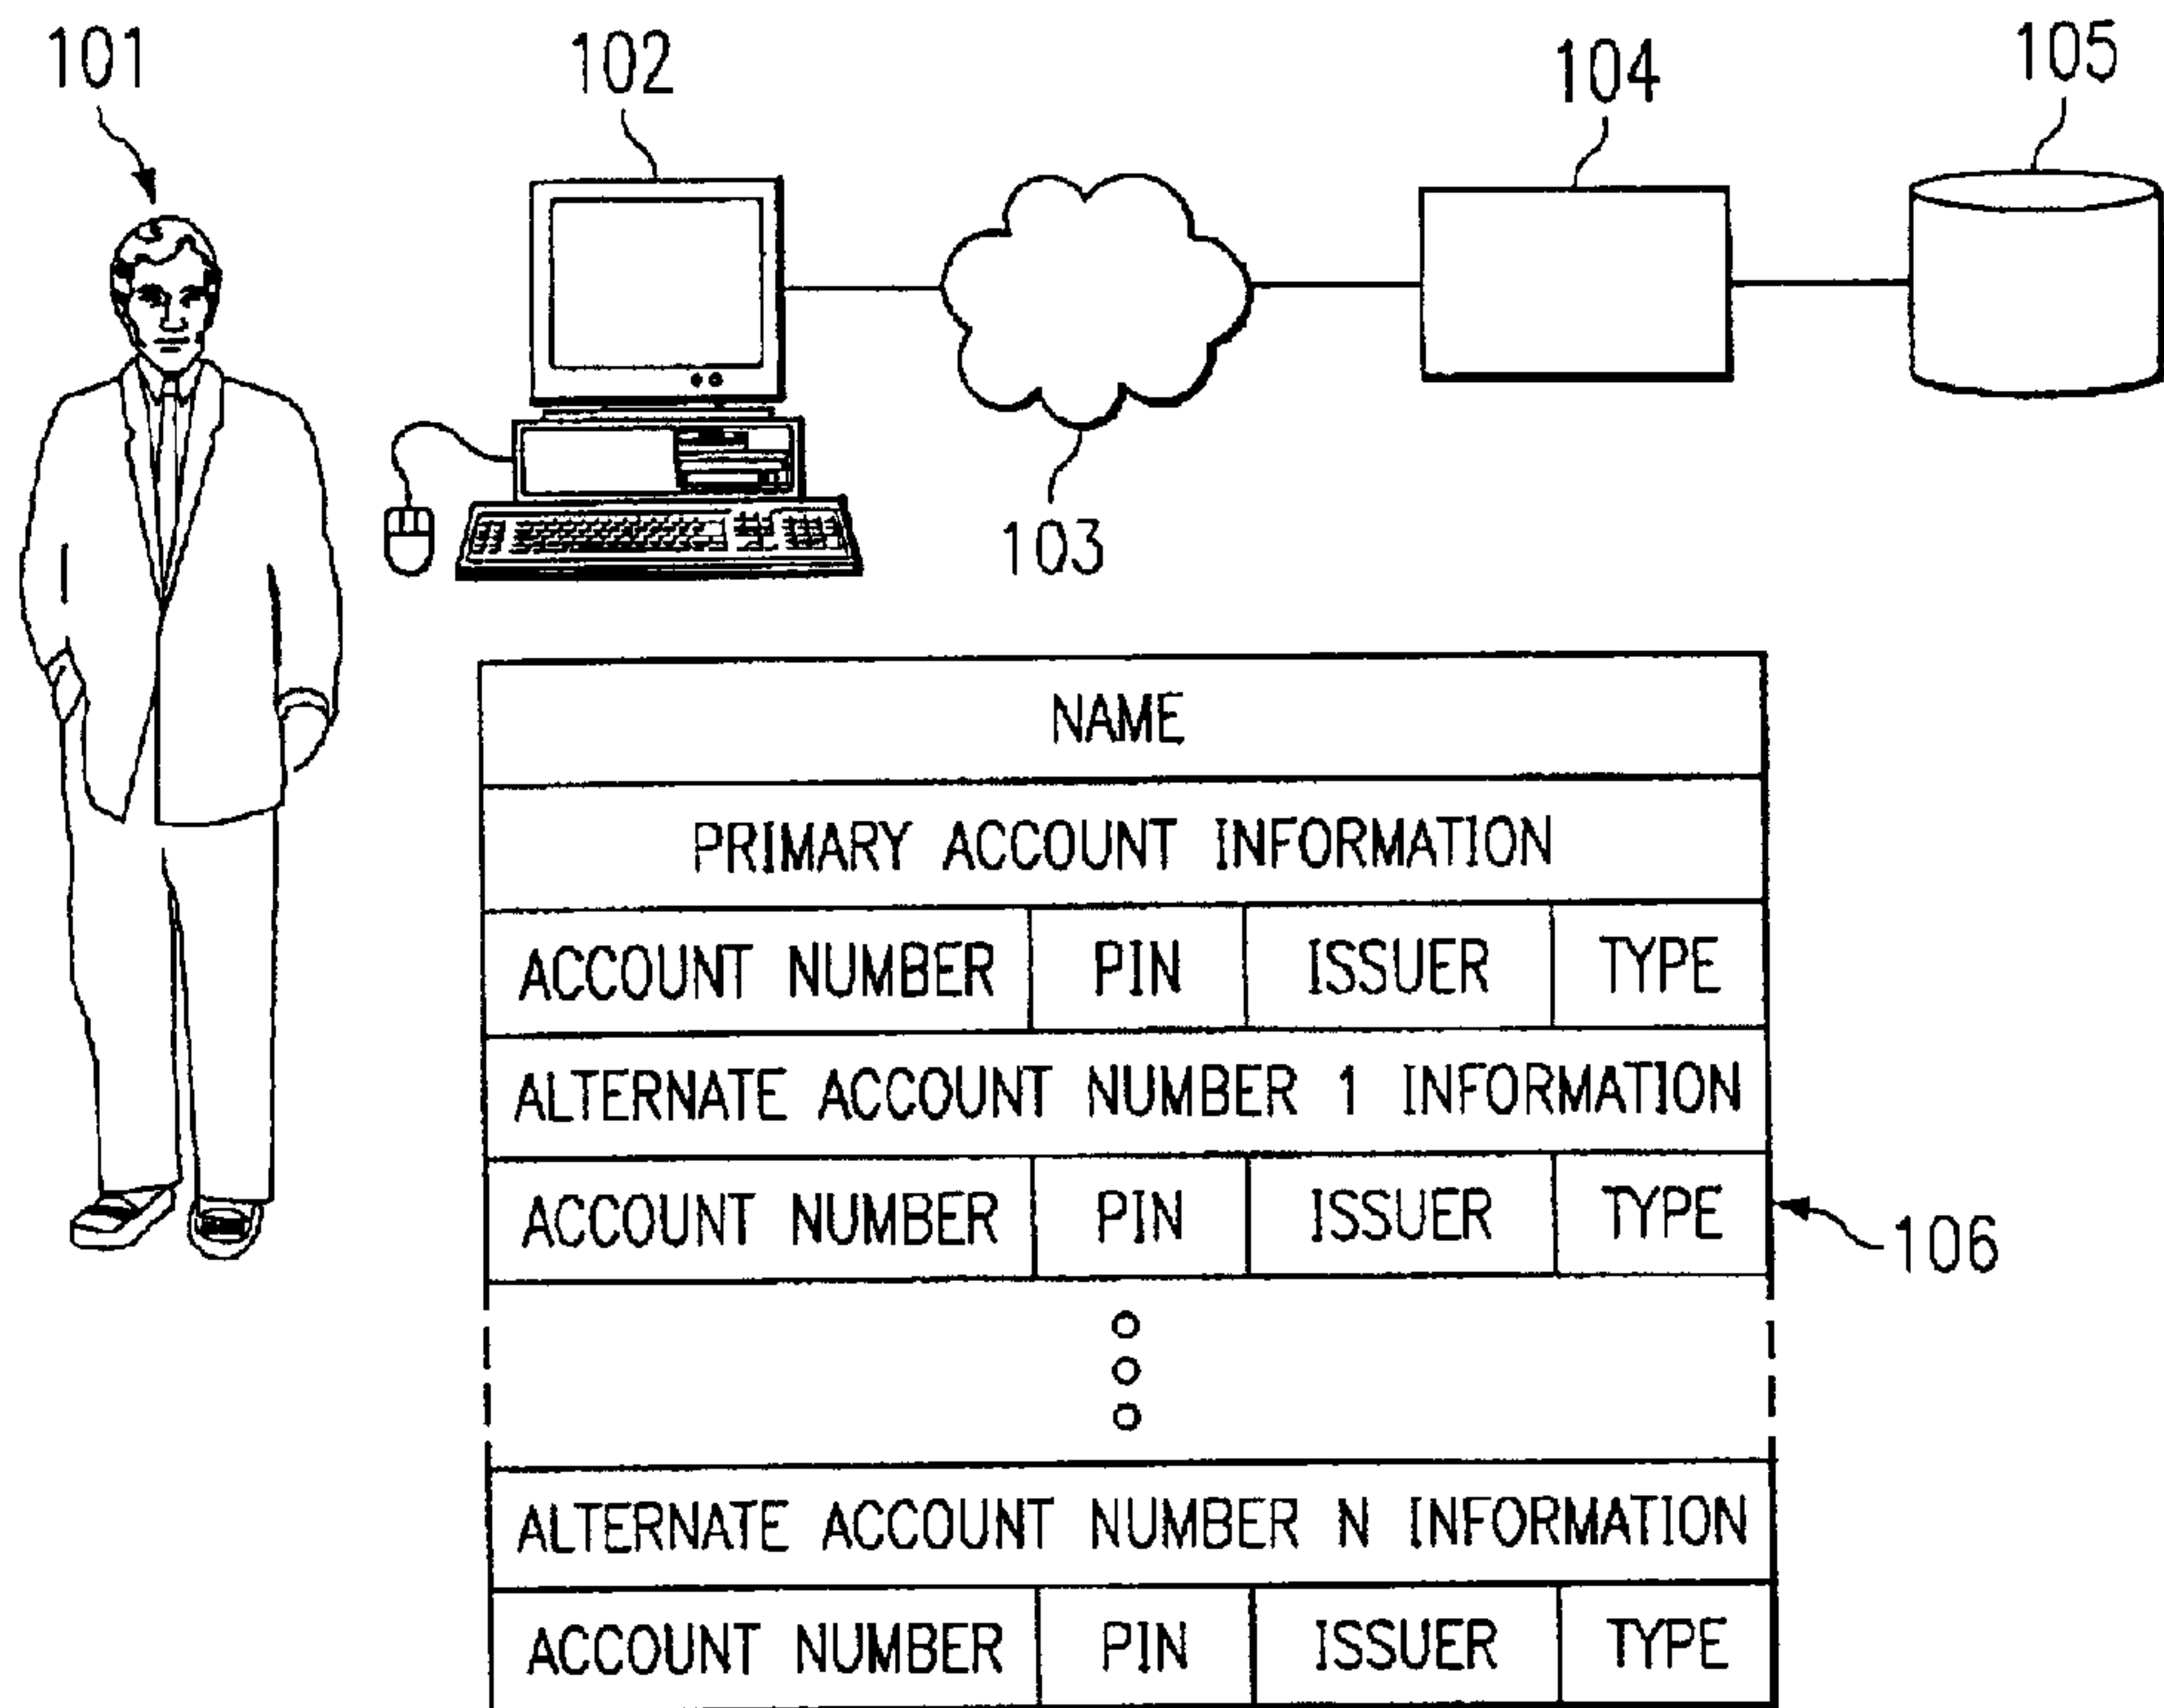 101
102
104
105
103
NAME
PRIMARY ACCOUNT INFORMATION
ACCOUNT NUMBER PIN ISSUER TYPE
ALTERNATE ACCOUNT NUMBER 1 INFORMATION
ACCOUNT NUMBER PIN ISSUER TYPE
106
ALTERNATE ACCOUNT NUMBER N INFORMATION
ACCOUNT NUMBER PIN ISSUER TYPE